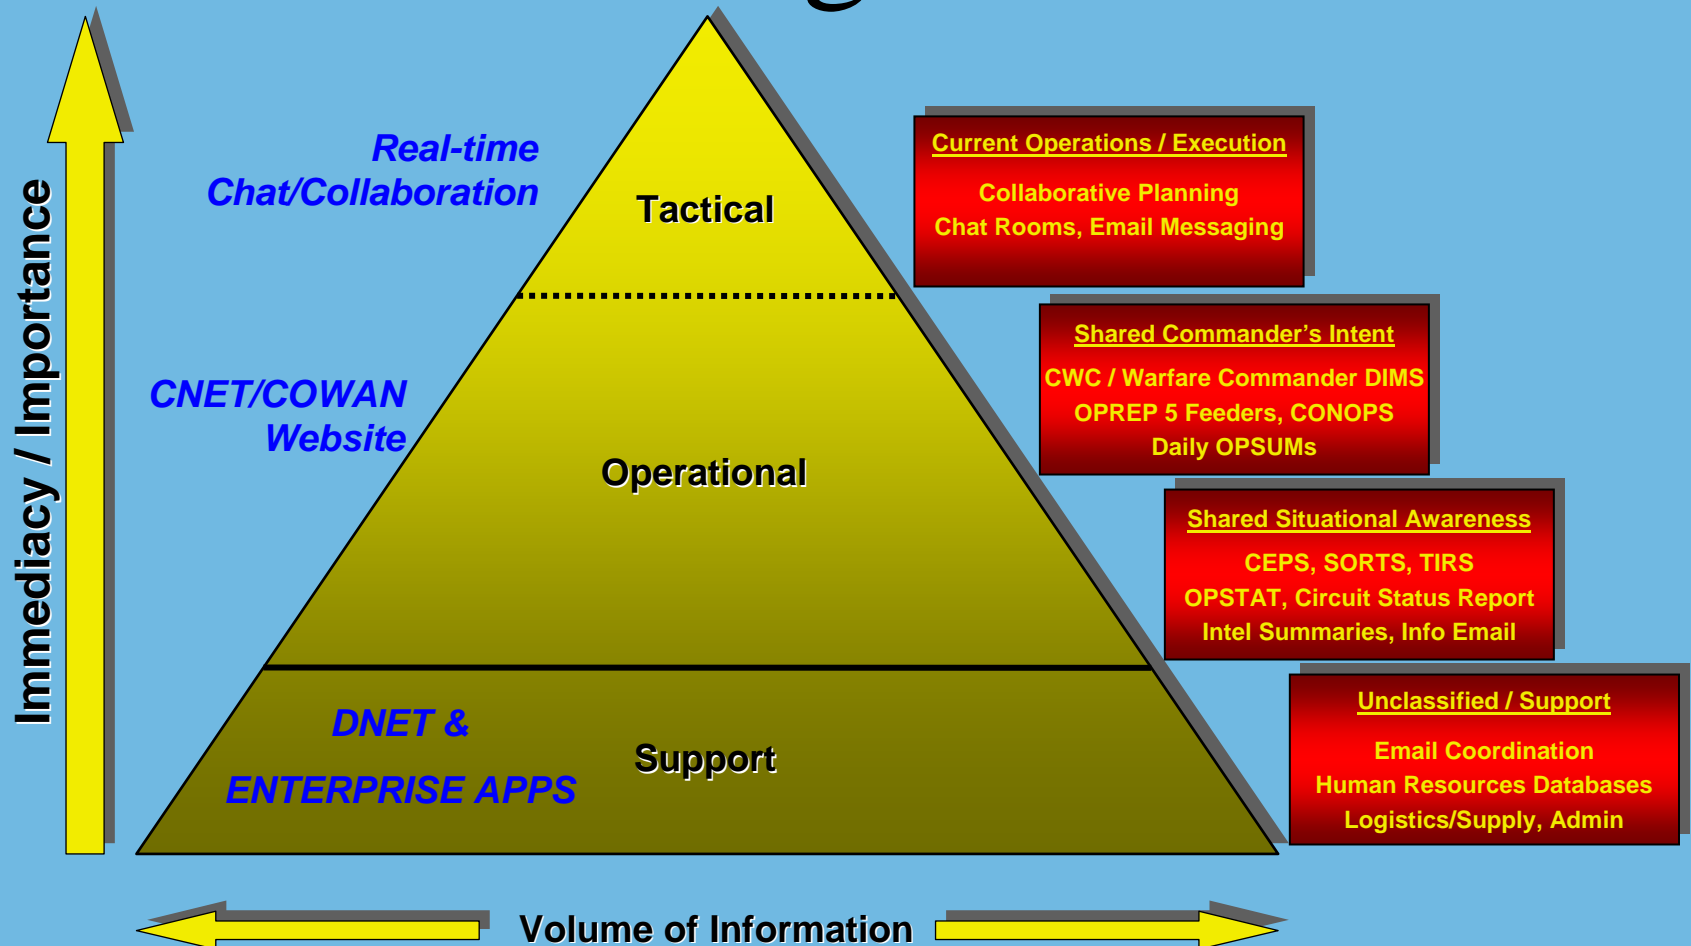 Immediacy / Importance
Real-time
Chat/Collaboration
Tactical
Current Operations / Execution
Collaborative Planning
Chat Rooms, Email Messaging
CNET/COWAN
Website
Operational
Shared Commander’s Intent
CWC / Warfare Commander DIMS
OPREP 5 Feeders, CONOPS
Daily OPSUMs
Shared Situational Awareness
CEPS, SORTS, TIRS
OPSTAT, Circuit Status Report
Intel Summaries, Info Email
DNET &
ENTERPRISE APPS
Support
Unclassified / Support
Email Coordination
Human Resources Databases
Logistics/Supply, Admin
Volume of Information